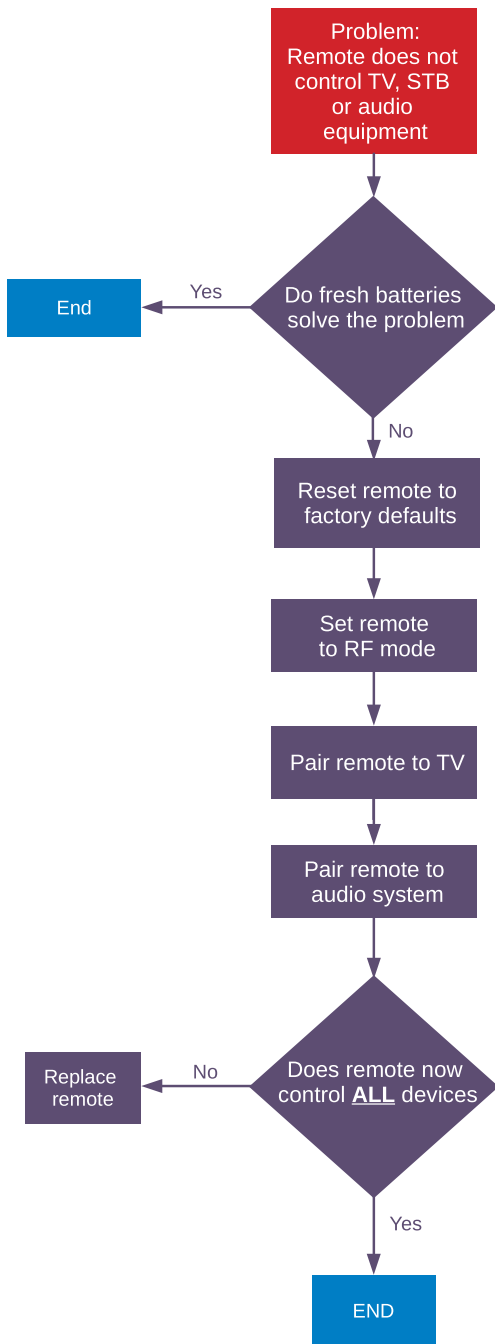 Problem:
Remote does not
control TV, STB
or audio
equipment
Do fresh batteries
solve the problem
Yes
End
No
Reset remote to
factory defaults
Set remote
to RF mode
Pair remote to TV
Pair remote to
audio system
Does remote now
control ALL devices
No
Replace
remote
Yes
END